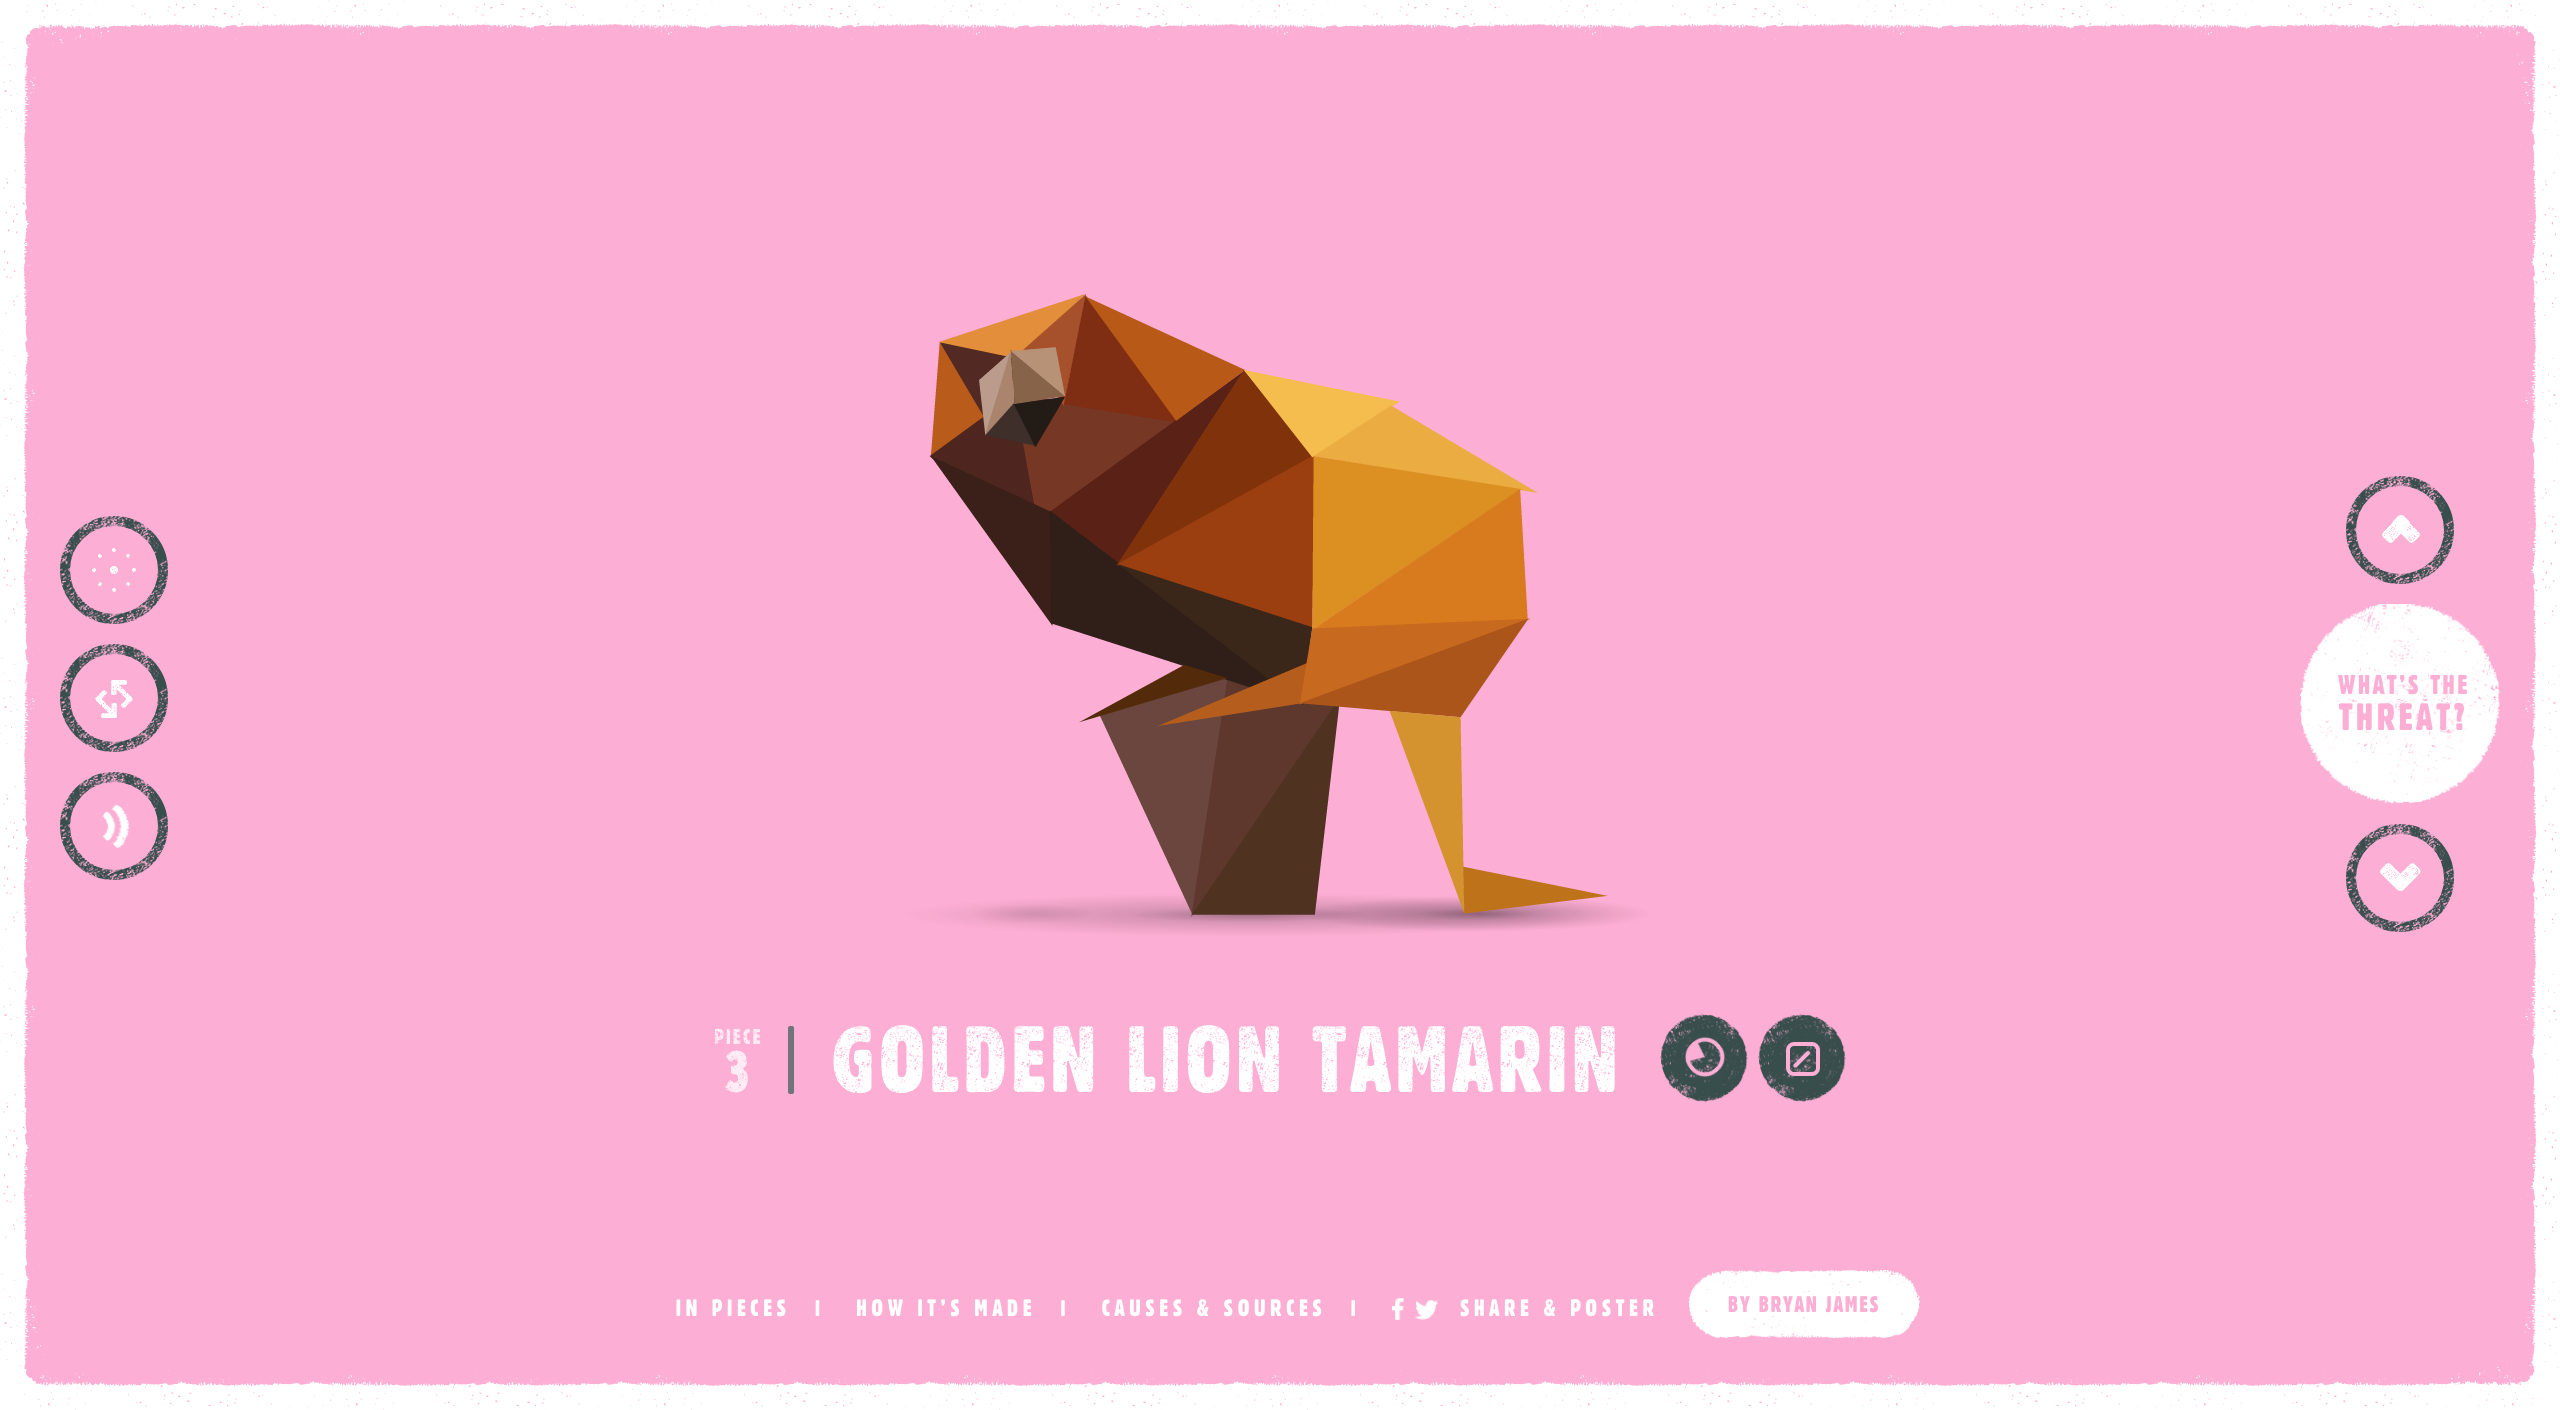 WHAT'S THE
THREAT?
PIECE
3
GOLDEN LION TAMARIN
IN PIECES | HOW IT'S MADE | CAUSES & SOURCES | SHARE & POSTER
BY BRYAN JAMES